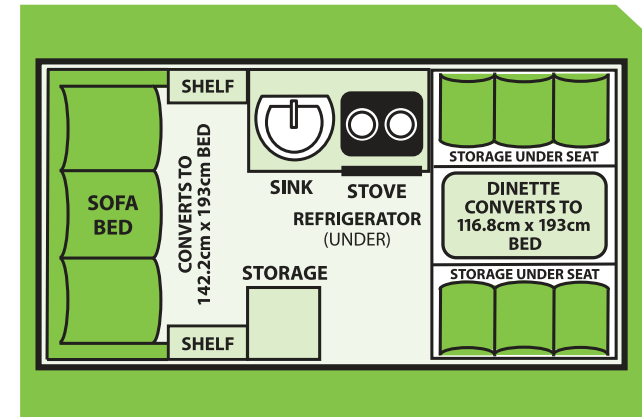 SHELF
SOFA
BED
CONVERTS TO
142.2cm x 193cm BED
SHELF
SINK
STOVE
REFRIGERATOR
(UNDER)
STORAGE
STORAGE UNDER SEAT
DINETTE
CONVERTS TO
116.8cm x 193cm
BED
STORAGE UNDER SEAT